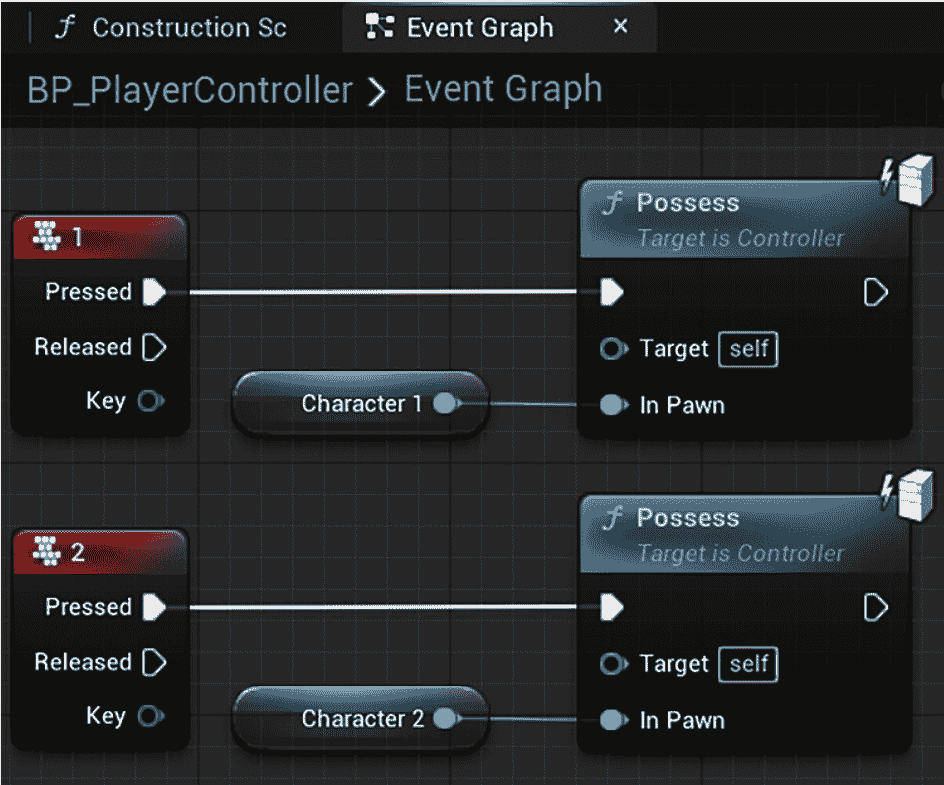 f Construction Sc
Event Graph ×
BP_PlayerController > Event Graph
1
Pressed
Released
Key
Character 1
f Possess
Target is Controller
Target self
In Pawn
2
Pressed
Released
Key
Character 2
f Possess
Target is Controller
Target self
In Pawn